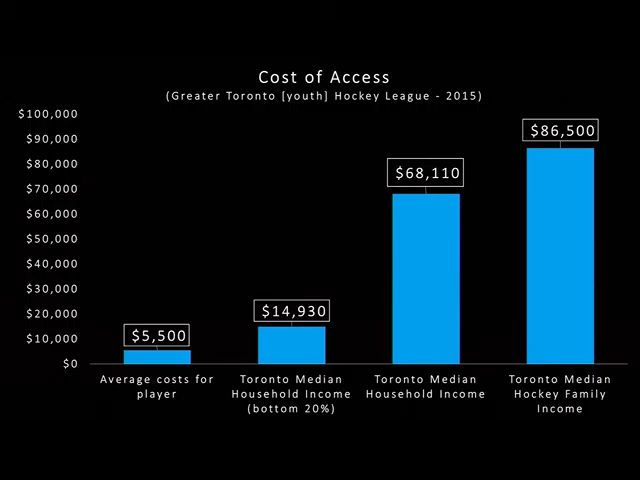 Cost of Access
(Greater Toronto [youth] Hockey League - 2015)
$100,000
$90,000
$80,000
$70,000
$60,000
$50,000
$40,000
$30,000
$20,000
$10,000
$0
$5,500
$14,930
$68,110
$86,500
Average costs for
player
Toronto Median
Household Income
(bottom 20%)
Toronto Median
Household Income
Toronto Median
Hockey Family
Income